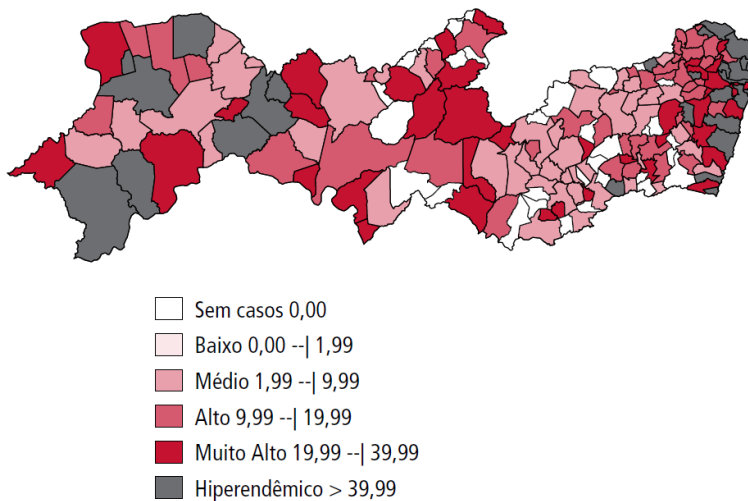 Sem casos 0,00
Baixo 0,00 --| 1,99
Médio 1,99 --| 9,99
Alto 9,99 --| 19,99
Muito Alto 19,99 --| 39,99
Hiperendêmico > 39,99